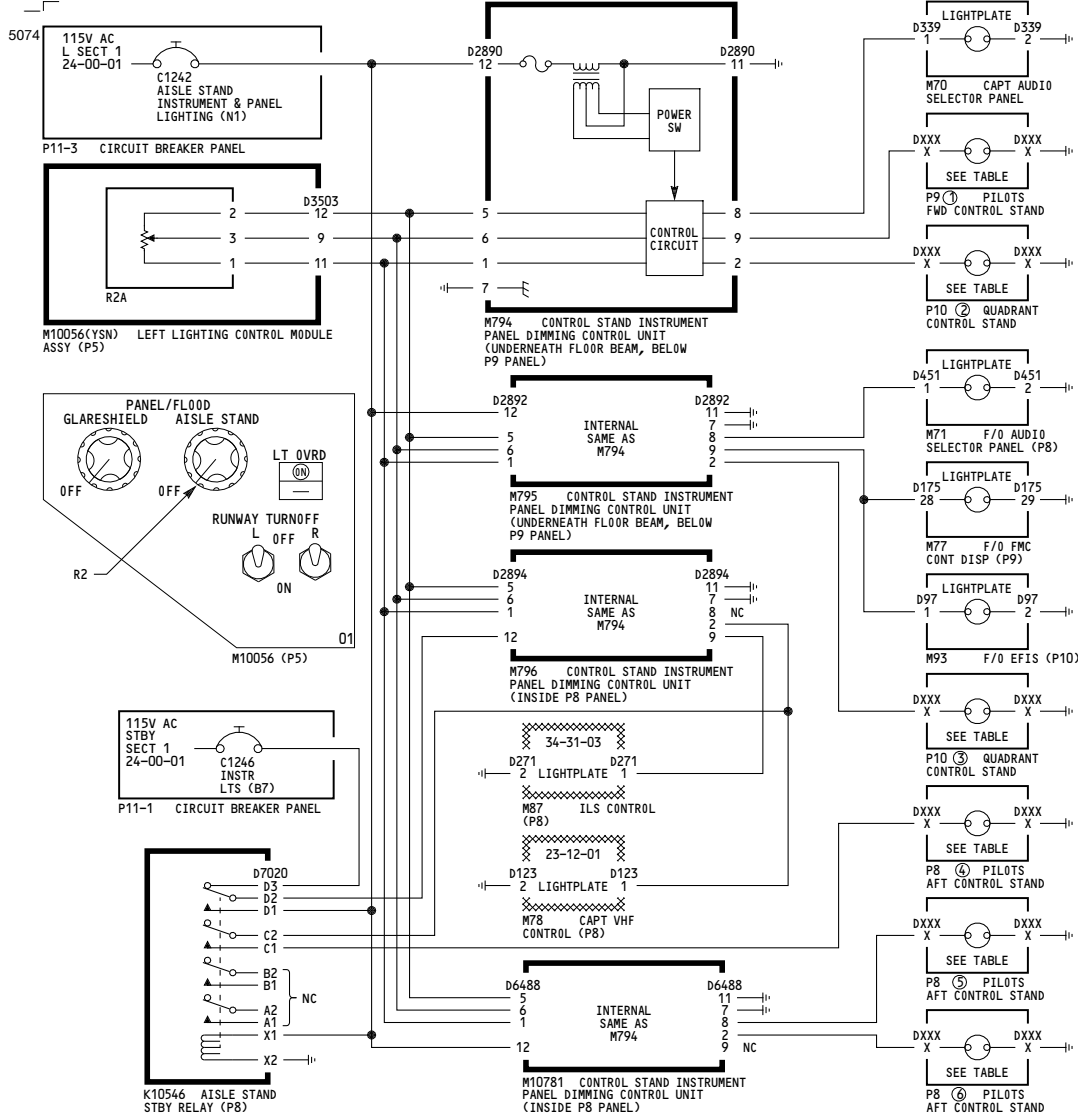 5074
115V AC
L SECT 1
24-00-01
C1242
AISLE STAND
INSTRUMENT & PANEL
LIGHTING (N1)
P11-3 CIRCUIT BREAKER PANEL
D3503
2 12
3 9
1 11
R2A
M10056(YSN) LEFT LIGHTING CONTROL MODULE
ASSY (P5)
D2890 D2890
12 11
POWER
SW
5 8
6 9
1 2
7
CONTROL
CIRCUIT
M794 CONTROL STAND INSTRUMENT
PANEL DIMMING CONTROL UNIT
(UNDERNEATH FLOOR BEAM, BELOW
P9 PANEL)
LIGHTPLATE
D339 D339
1 2
M70 CAPT AUDIO
SELECTOR PANEL
DXXX DXXX
X X
SEE TABLE
P9 1 PILOTS
FWD CONTROL STAND
DXXX DXXX
X X
SEE TABLE
P10 2 QUADRANT
CONTROL STAND
PANEL/FLOOD
GLARESHIELD AISLE STAND
OFF OFF
LT OVRD
ON
RUNWAY TURNOFF
L OFF R
ON
R2
01
M10056 (P5)
D2892 D2892
12 11
7
5 8
6 9
1 2
INTERNAL
SAME AS
M794
M795 CONTROL STAND INSTRUMENT
PANEL DIMMING CONTROL UNIT
(UNDERNEATH FLOOR BEAM, BELOW
P9 PANEL)
LIGHTPLATE
D451 D451
1 2
M71 F/O AUDIO
SELECTOR PANEL (P8)
LIGHTPLATE
D175 D175
28 29
M77 F/O FMC
CONT DISP (P9)
D2894 D2894
5 11
6 7
1 8 NC
2
12 9
INTERNAL
SAME AS
M794
M796 CONTROL STAND INSTRUMENT
PANEL DIMMING CONTROL UNIT
(INSIDE P8 PANEL)
LIGHTPLATE
D97 D97
1 2
M93 F/O EFIS (P10)
DXXX DXXX
X X
SEE TABLE
P10 3 QUADRANT
CONTROL STAND
115V AC
STBY
SECT 1
24-00-01
C1246
INSTR
LTS (B7)
P11-1 CIRCUIT BREAKER PANEL
34-31-03
D271 D271
2 LIGHTPLATE 1
M87 ILS CONTROL
(P8)
23-12-01
D123 D123
2 LIGHTPLATE 1
M78 CAPT VHF
CONTROL (P8)
DXXX DXXX
X X
SEE TABLE
P8 4 PILOTS
AFT CONTROL STAND
D7020
D3
D2
D1
C2
C1
B2
B1
NC
A2
A1
X1
X2
K10546 AISLE STAND
STBY RELAY (P8)
D6488 D6488
5 11
6 7
1 8
2
12 9 NC
INTERNAL
SAME AS
M794
M10781 CONTROL STAND INSTRUMENT
PANEL DIMMING CONTROL UNIT
(INSIDE P8 PANEL)
DXXX DXXX
X X
SEE TABLE
P8 5 PILOTS
AFT CONTROL STAND
DXXX DXXX
X X
SEE TABLE
P8 6 PILOTS
AFT CONTROL STAND